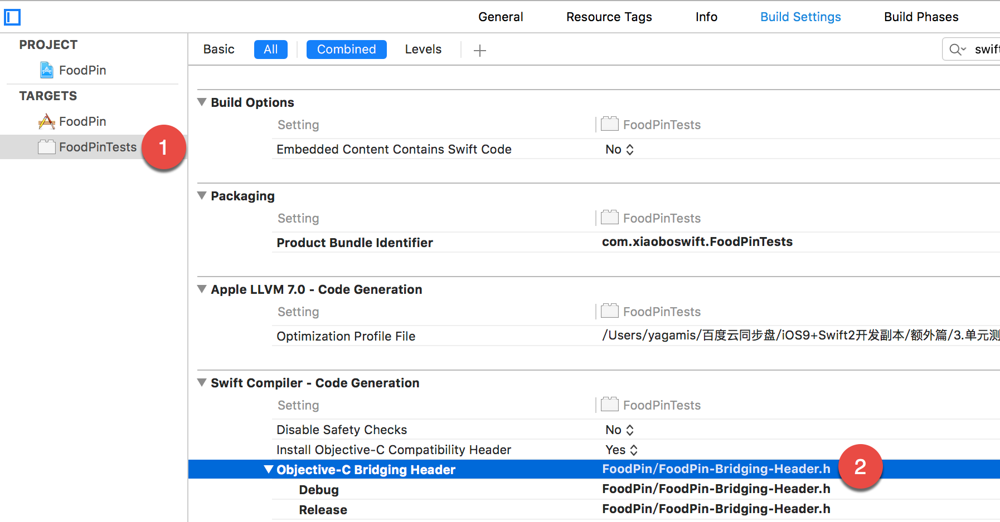 General Resource Tags Info Build Settings Build Phases
PROJECT
FoodPin
TARGETS
FoodPin
FoodPinTests
1
Basic All Combined Levels
swift
Build Options
Setting FoodPinTests
Embedded Content Contains Swift Code No
Packaging
Setting FoodPinTests
Product Bundle Identifier com.xiaoboswift.FoodPinTests
Apple LLVM 7.0 - Code Generation
Setting FoodPinTests
Optimization Profile File /Users/yagamis/百度云同步盘/iOS9+Swift2开发副本/额外篇/3.单元测
Swift Compiler - Code Generation
Setting FoodPinTests
Disable Safety Checks No
Install Objective-C Compatibility Header Yes
Objective-C Bridging Header FoodPin/FoodPin-Bridging-Header.h 2
Debug FoodPin/FoodPin-Bridging-Header.h
Release FoodPin/FoodPin-Bridging-Header.h